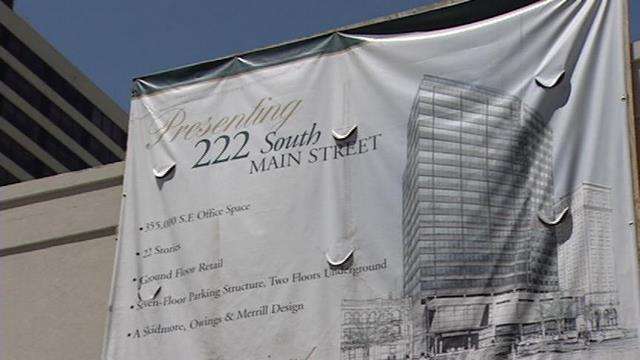 Presenting
222 South
MAIN STREET
• 355,000 S.F. Office Space
• 22 Stories
• Ground Floor Retail
• Seven-Floor Parking Structure, Two Floors Underground
• A Skidmore, Owings & Merrill Design